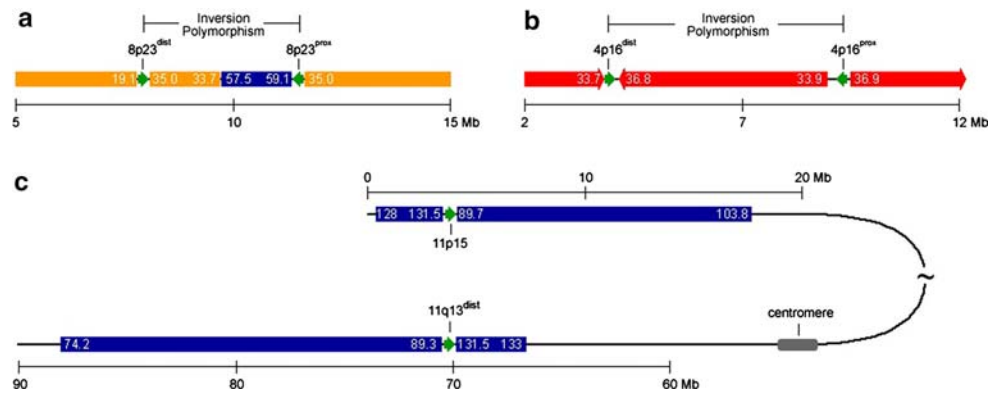 a
Inversion
Polymorphism
8p23dist 8p23prox
19.1 35.0 33.7 57.5 59.1 35.0
5 10 15 Mb
b
Inversion
Polymorphism
4p16dist 4p16prox
33.7 36.8 33.9 36.9
2 7 12 Mb
c
0 10 20 Mb
128 131.5 89.7 103.8
11p15
~
11q13dist centromere
74.2 89.3 131.5 133
90 80 70 60 Mb